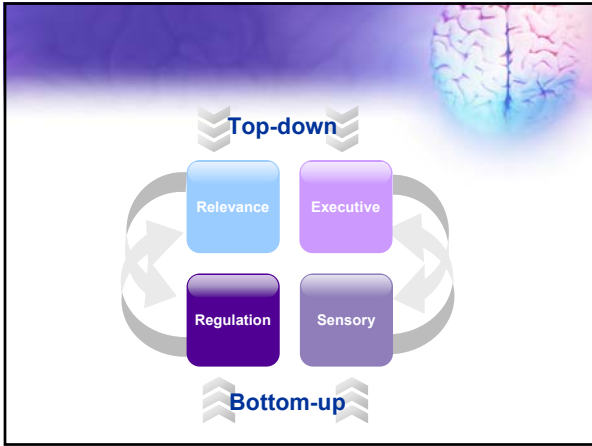 Top-down
Relevance Executive
Regulation Sensory
Bottom-up